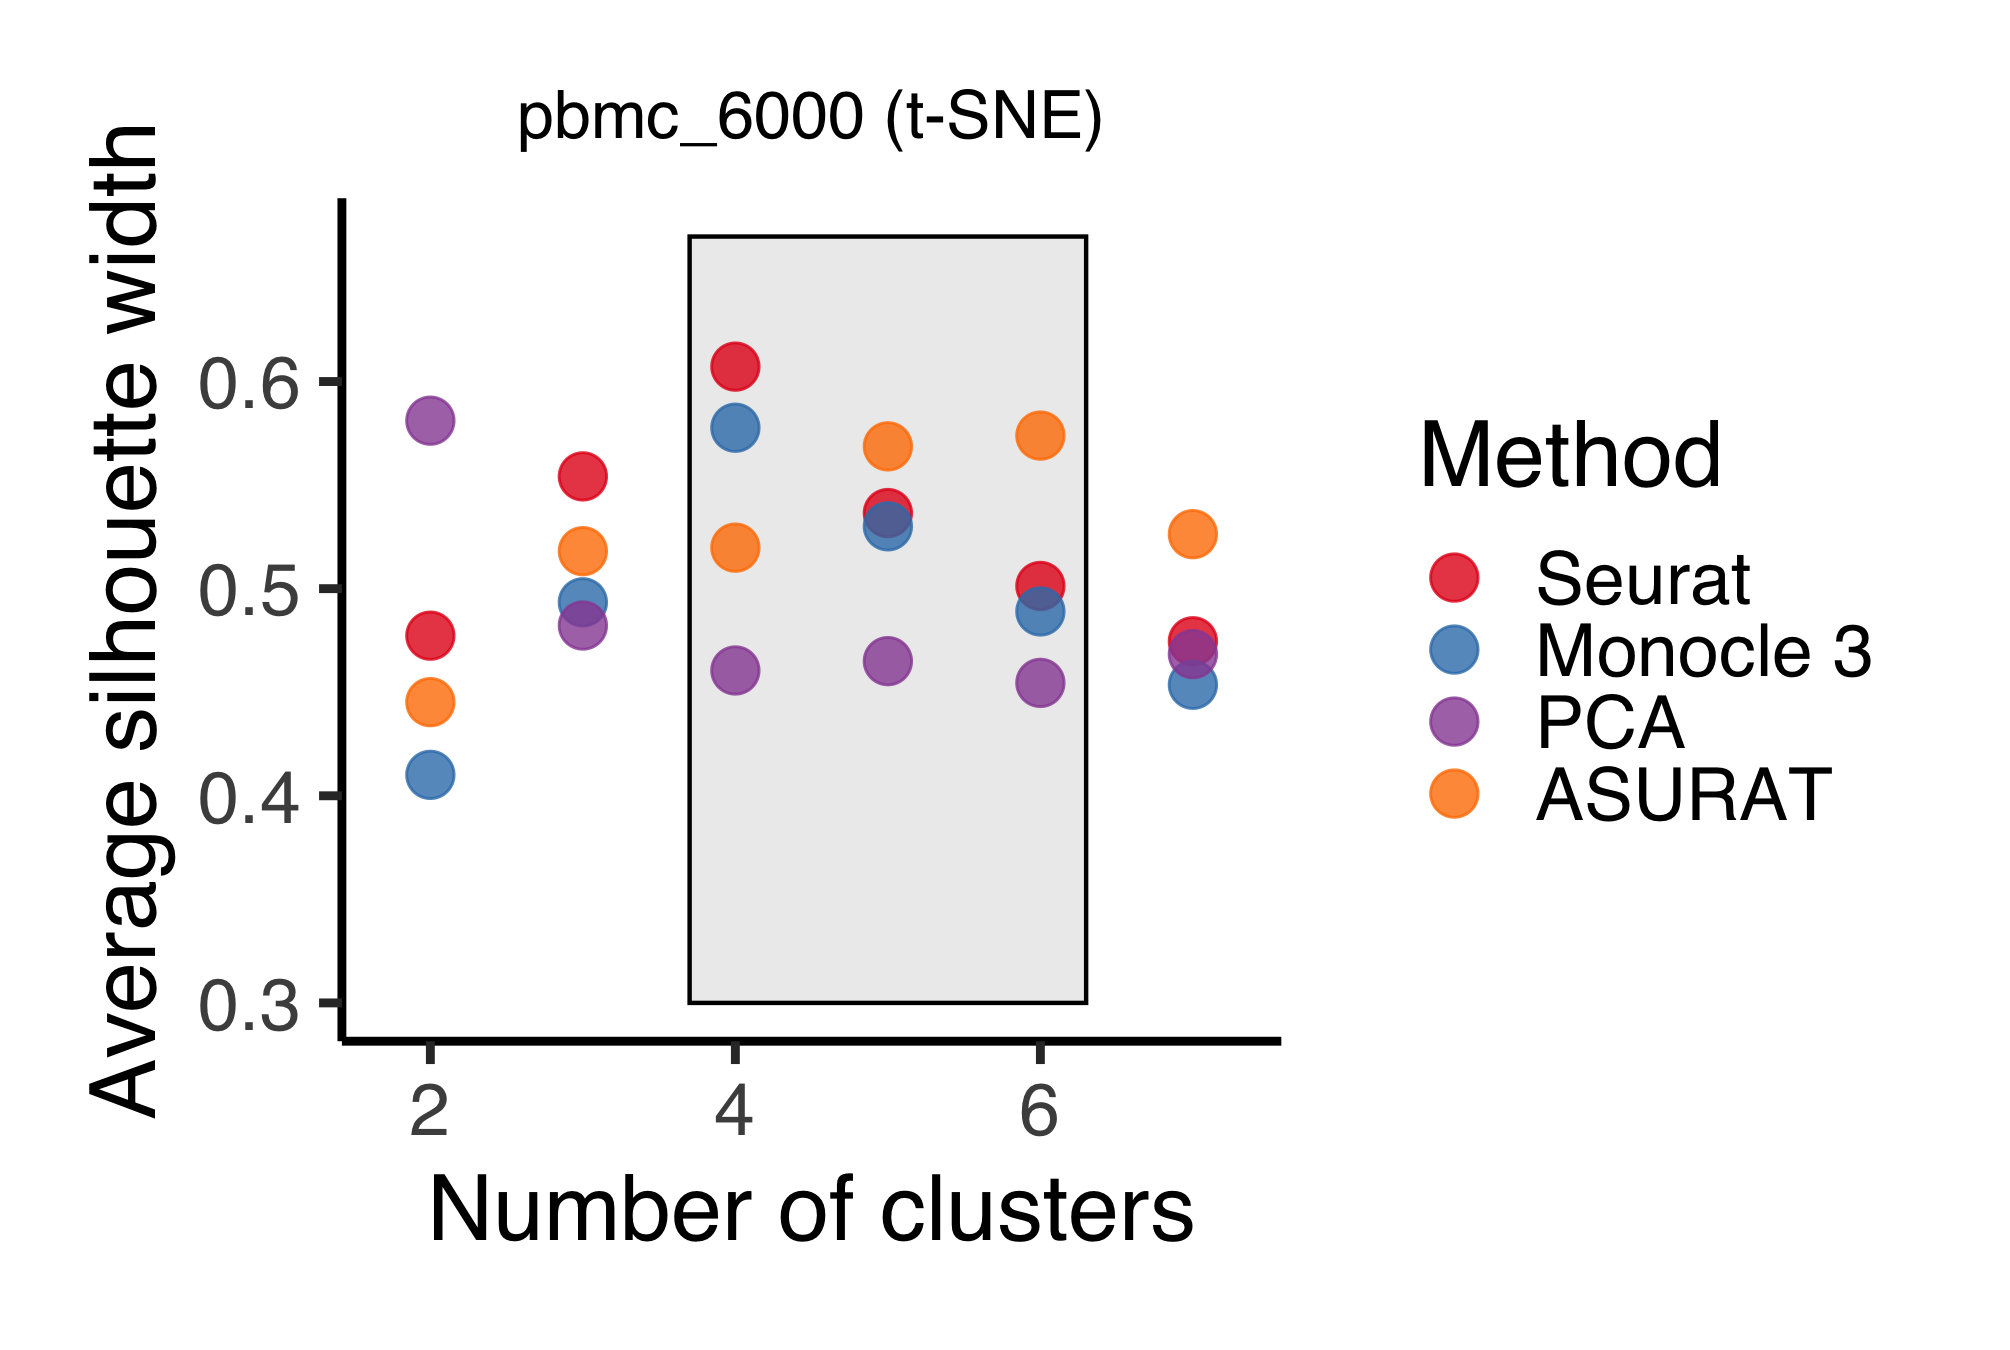 pbmc_6000 (t-SNE)
Average silhouette width
0.6
0.5
0.4
0.3
2
4
6
Number of clusters
Method
Seurat
Monocle 3
PCA
ASURAT